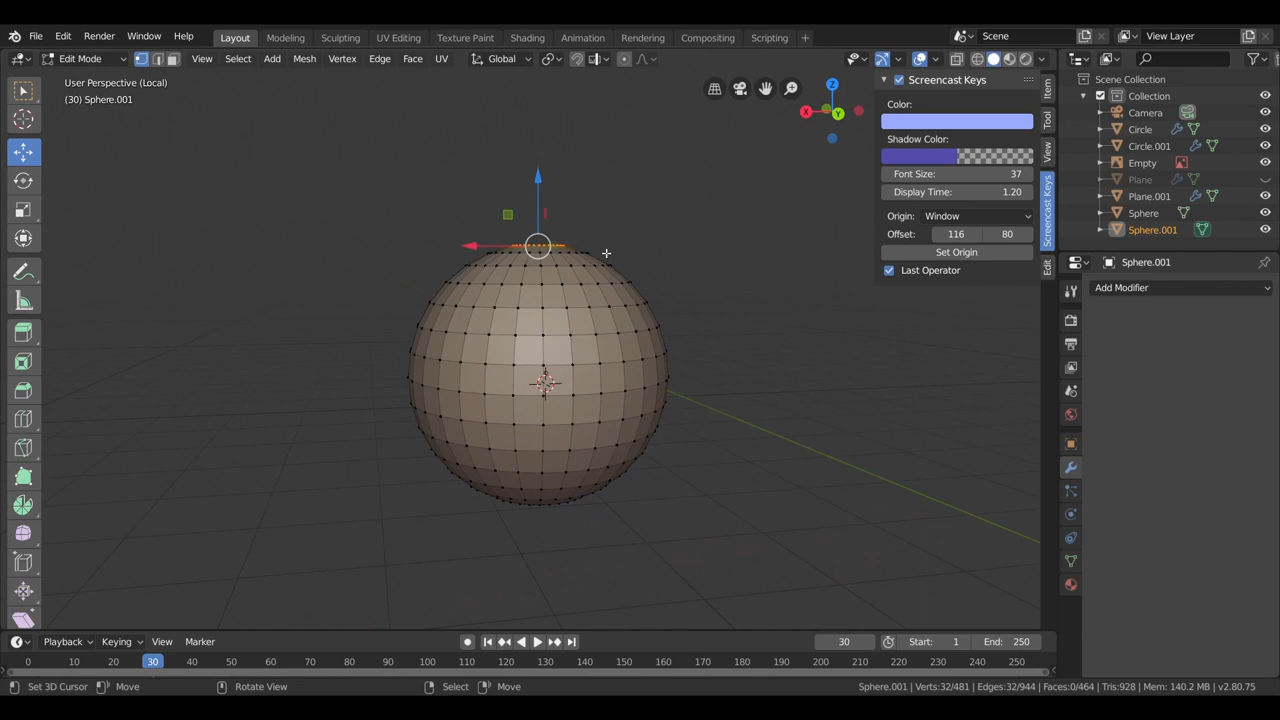 File Edit Render Window Help Layout Modeling Sculpting UV Editing Texture Paint Shading Animation Rendering Compositing Scripting + Scene View Layer
Edit Mode View Select Add Mesh Vertex Edge Face UV Global
User Perspective (Local)
(30) Sphere.001
Z
X
Y
Screencast Keys
Color:
Shadow Color:
Font Size: 37
Display Time: 1.20
Origin: Window
Offset: 116 80
Set Origin
Last Operator
Item
Tool
View
Screencast Keys
Edit
Scene Collection
Collection
Camera
Circle
Circle.001
Empty
Plane
Plane.001
Sphere
Sphere.001
Sphere.001
Add Modifier
Playback Keying View Marker 30 Start: 1 End: 250
0 10 20 30 40 50 60 70 80 90 100 110 120 130 140 150 160 170 180 190 200 210 220 230 240 250
Set 3D Cursor Move Rotate View Select Move Sphere.001 | Verts:32/481 | Edges:32/944 | Faces:0/464 | Tris:928 | Mem: 140.2 MB | v2.80.75